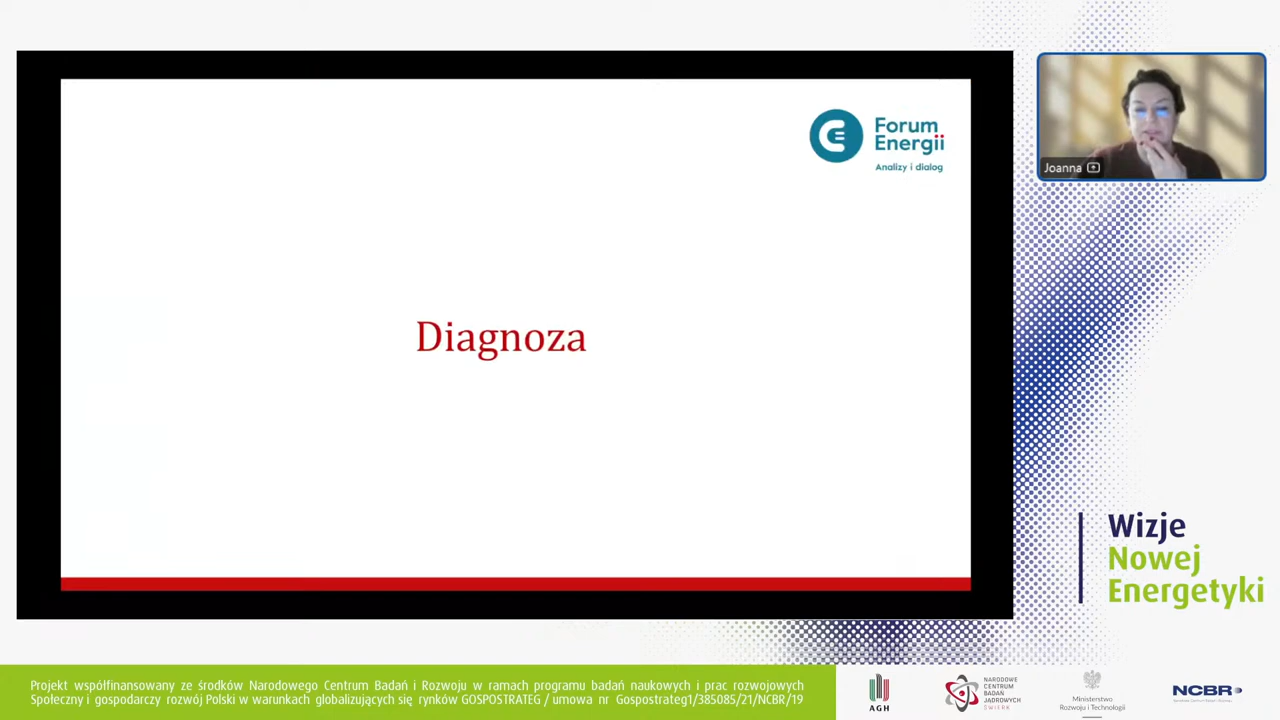 Forum
Energii
Analizy i dialog
Joanna
Diagnoza
Wizje
Nowej
Energetyki
Projekt współfinansowany ze środków Narodowego Centrum Badań i Rozwoju w ramach programu badań naukowych i prac rozwojowych
Społeczny i gospodarczy rozwój Polski w warunkach globalizujących się rynków GOSPOSTRATEG / umowa nr Gospostrateg1/385085/21/NCBR/19
AGH
NARODOWE
CENTRUM
BADAŃ
JĄDROWYCH
ŚWIERK
Ministerstwo
Rozwoju i Technologii
NCBR